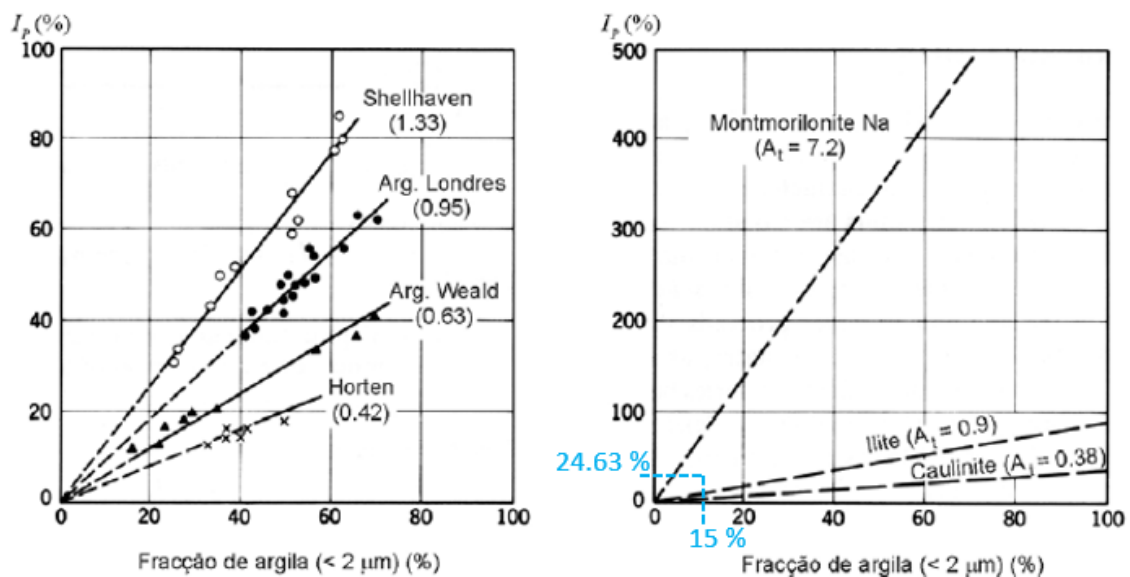 I_P (%)
100
80
60
40
20
0
0 20 40 60 80 100
Shellhaven
(1.33)
Arg. Londres
(0.95)
Arg. Weald
(0.63)
Horten
(0.42)
Fracção de argila (< 2 μm) (%)
I_P (%)
500
400
300
200
100
0
0 20 40 60 80 100
Montmorilonite Na
(A_t = 7.2)
Ilite (A_t = 0.9)
Caulinite (A_t = 0.38)
24.63 %
15 %
Fracção de argila (< 2 μm) (%)